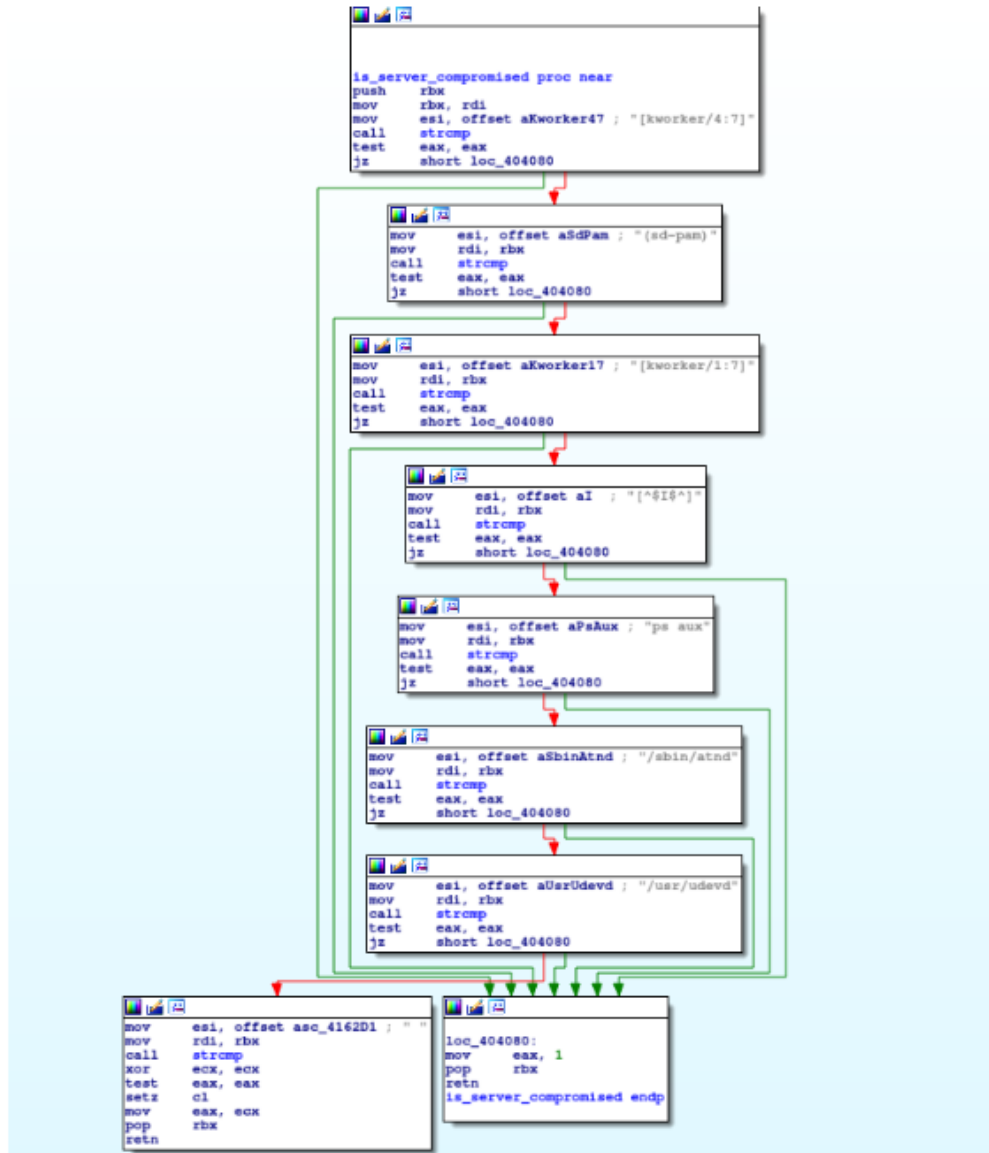 is_server_compromised proc near
push rbx
mov rbx, rdi
mov esi, offset aKworker47 ; "[kworker/4:7]"
call strcmp
test eax, eax
jz short loc_404080
mov esi, offset aSdPam ; "(sd-pam)"
mov rdi, rbx
call strcmp
test eax, eax
jz short loc_404080
mov esi, offset aKworker17 ; "[kworker/1:7]"
mov rdi, rbx
call strcmp
test eax, eax
jz short loc_404080
mov esi, offset aI ; "[^$I$^]"
mov rdi, rbx
call strcmp
test eax, eax
jz short loc_404080
mov esi, offset aPsAux ; "ps aux"
mov rdi, rbx
call strcmp
test eax, eax
jz short loc_404080
mov esi, offset aSbinAtnd ; "/sbin/atnd"
mov rdi, rbx
call strcmp
test eax, eax
jz short loc_404080
mov esi, offset aUsrUdevd ; "/usr/udevd"
mov rdi, rbx
call strcmp
test eax, eax
jz short loc_404080
mov esi, offset asc_4162D1 ; " "
mov rdi, rbx
call strcmp
xor ecx, ecx
test eax, eax
setz cl
mov eax, ecx
pop rbx
retn
loc_404080:
mov eax, 1
pop rbx
retn
is_server_compromised endp